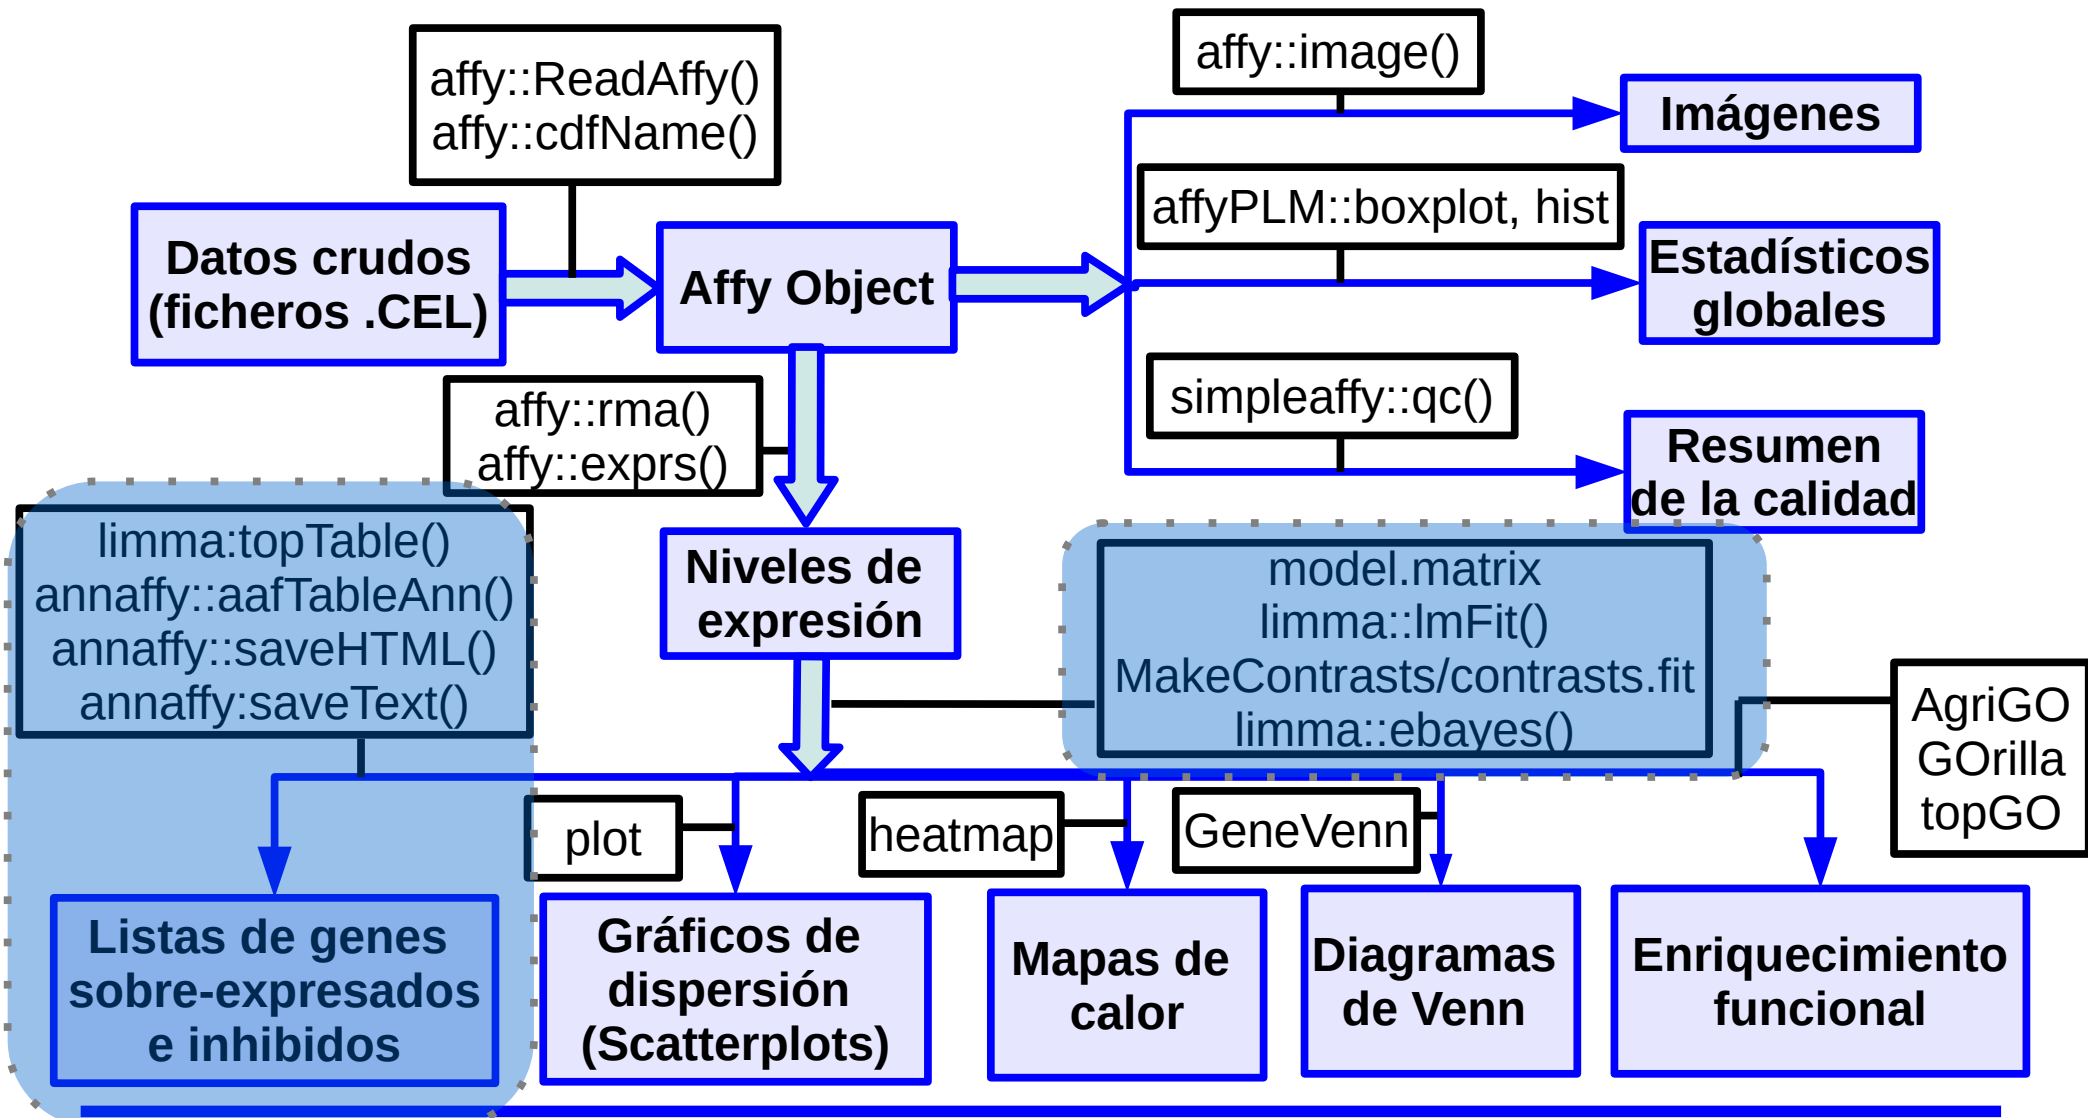 affy::ReadAffy()
affy::cdfName()
affy::image()
Imágenes
affyPLM::boxplot, hist
Datos crudos
(ficheros .CEL)
Affy Object
Estadísticos
globales
simpleaffy::qc()
affy::rma()
affy::exprs()
Resumen
de la calidad
limma:topTable()
annaffy::aafTableAnn()
annaffy::saveHTML()
annaffy:saveText()
Niveles de
expresión
model.matrix
limma::lmFit()
MakeContrasts/contrasts.fit
limma::ebayes()
AgriGO
GOrilla
topGO
plot
heatmap
GeneVenn
Listas de genes
sobre-expresados
e inhibidos
Gráficos de
dispersión
(Scatterplots)
Mapas de
calor
Diagramas
de Venn
Enriquecimiento
funcional